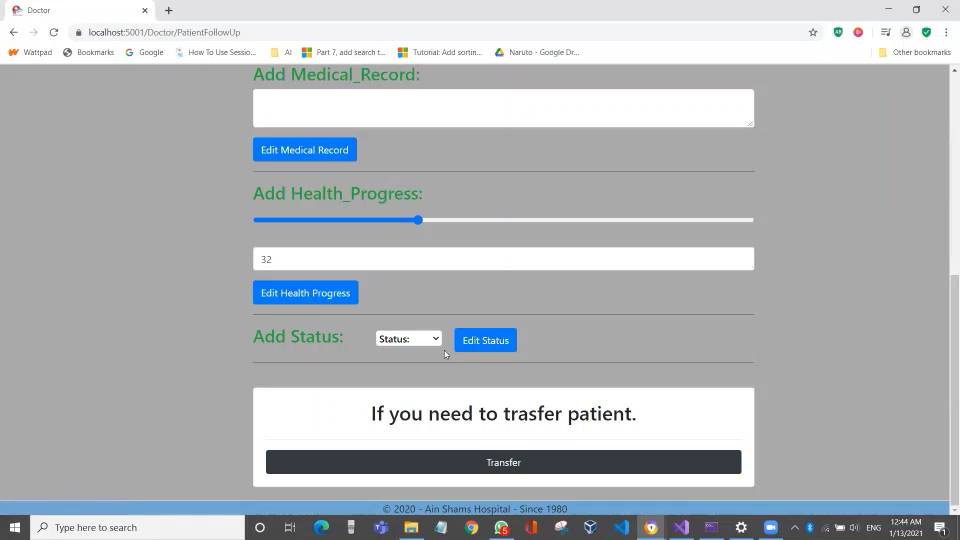 Doctor
localhost:5001/Doctor/PatientFollowUp
Wattpad Bookmarks Google How To Use Sessio... AI Part 7, add search t... Tutorial: Add sortin... Naruto - Google Dr... Other bookmarks
Add Medical_Record:
Edit Medical Record
Add Health_Progress:
32
Edit Health Progress
Add Status: Status: Edit Status
If you need to trasfer patient.
Transfer
© 2020 - Ain Shams Hospital - Since 1980
Type here to search
ENG
12:44 AM
1/13/2021